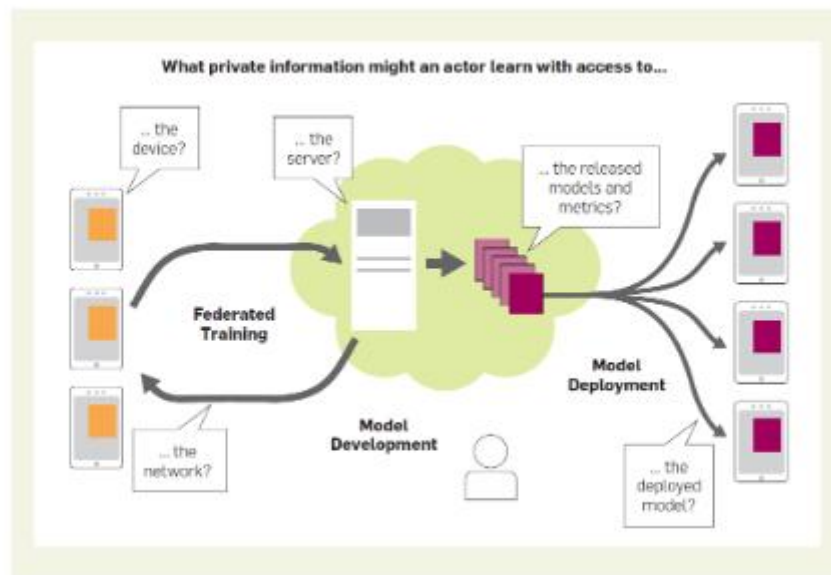 What private information might an actor learn with access to...
... the
device?
... the
server?
... the released
models and
metrics?
Federated
Training
Model
Deployment
Model
Development
... the
network?
... the
deployed
model?